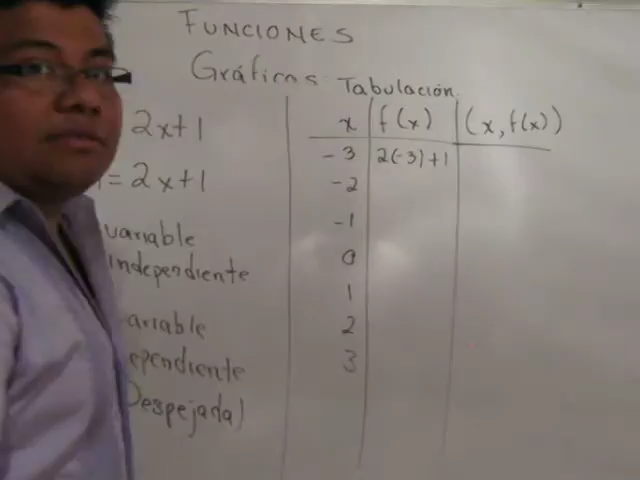 FUNCIONES
Gráficas Tabulación
2x+1
= 2x+1
variable
independiente
ariable
ependiente
Despejada)
x f(x) (x, f(x))
-3 2(-3)+1
-2
-1
0
1
2
3